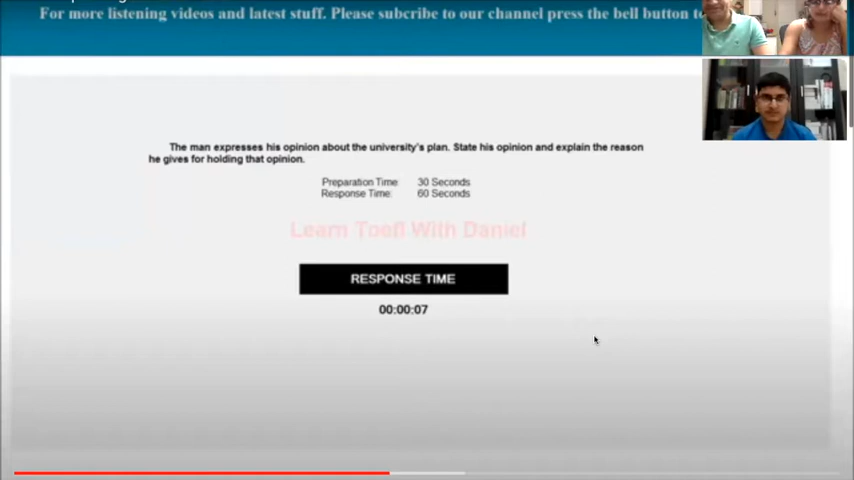 For more listening videos and latest stuff. Please subcribe to our channel press the bell button to
The man expresses his opinion about the university's plan. State his opinion and explain the reason
he gives for holding that opinion.
Preparation Time: 30 Seconds
Response Time: 60 Seconds
Learn Toefl With Daniel
RESPONSE TIME
00:00:07